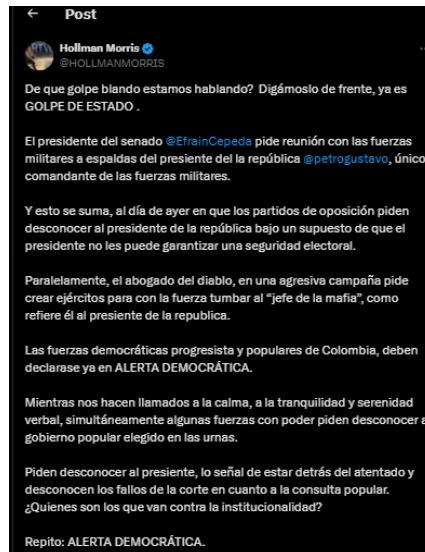 ← Post
Hollman Morris
@HOLLMANMORRIS
De que golpe blando estamos hablando? Digámoslo de frente, ya es
GOLPE DE ESTADO .
El presidente del senado @EfrainCepeda pide reunión con las fuerzas
militares a espaldas del presiente del la república @petrogustavo, único
comandante de las fuerzas militares.
Y esto se suma, al día de ayer en que los partidos de oposición piden
desconocer al presidente de la república bajo un supuesto de que el
presidente no les puede garantizar una seguridad electoral.
Paralelamente, el abogado del diablo, en una agresiva campaña pide
crear ejércitos para con la fuerza tumbar al “jefe de la mafia”, como
refiere él al presidente de la republica.
Las fuerzas democráticas progresista y populares de Colombia, deben
declarase ya en ALERTA DEMOCRÁTICA.
Mientras nos hacen llamados a la calma, a la tranquilidad y serenidad
verbal, simultáneamente algunas fuerzas con poder piden desconocer a
gobierno popular elegido en las urnas.
Piden desconocer al presiente, lo señal de estar detrás del atentado y
desconocen los fallos de la corte en cuanto a la consulta popular.
¿Quienes son los que van contra la institucionalidad?
Repito: ALERTA DEMOCRÁTICA.